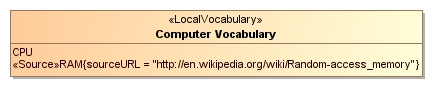 «LocalVocabulary»
Computer Vocabulary
CPU
«Source»RAM{sourceURL = "http://en.wikipedia.org/wiki/Random-access_memory"}